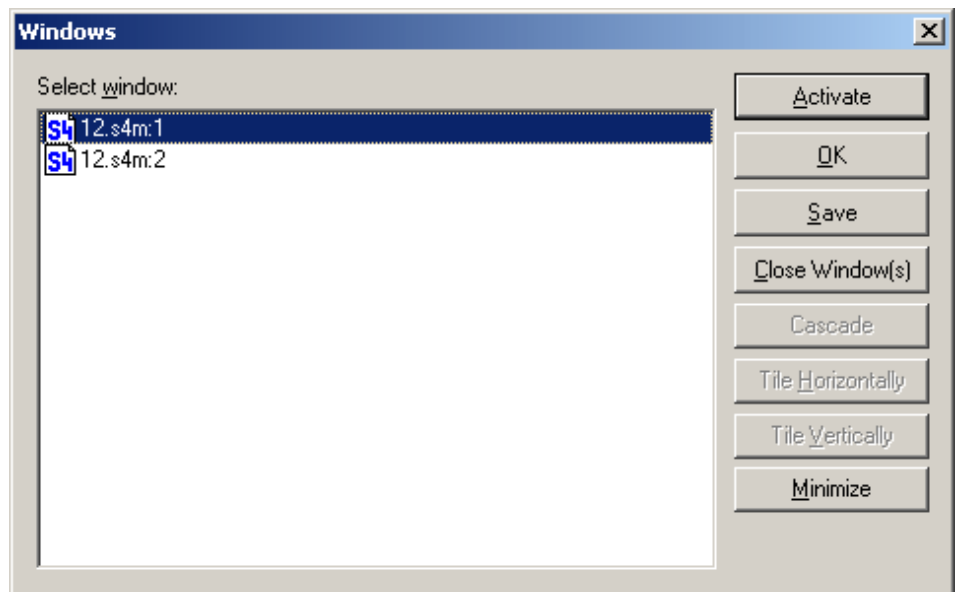 Windows
Select window:
S4 12.s4m:1
S4 12.s4m:2
Activate
OK
Save
Close Window(s)
Cascade
Tile Horizontally
Tile Vertically
Minimize